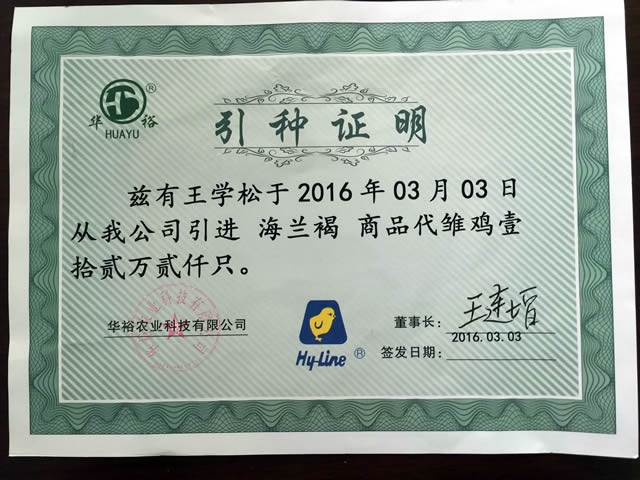 华裕
HUAYU
®
引种证明
兹有王学松于2016年03月03日
从我公司引进 海兰褐 商品代雏鸡壹
拾贰万贰仟只。
华裕农业科技有限公司
Hy-Line ®
董事长：王连增
签发日期：2016.03.03